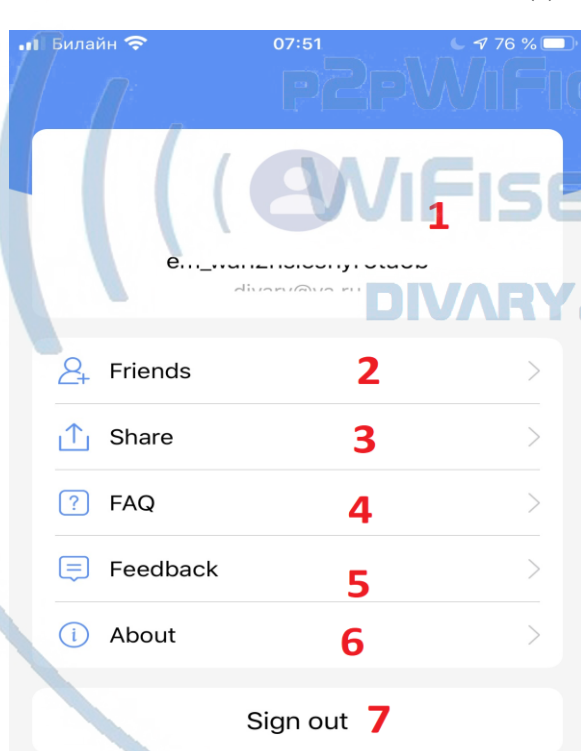 Билайн 07:51 76 %
P2PWIFI
WIFISE
1
DIVARY
Friends 2
Share 3
? FAQ 4
Feedback 5
i About 6
Sign out 7